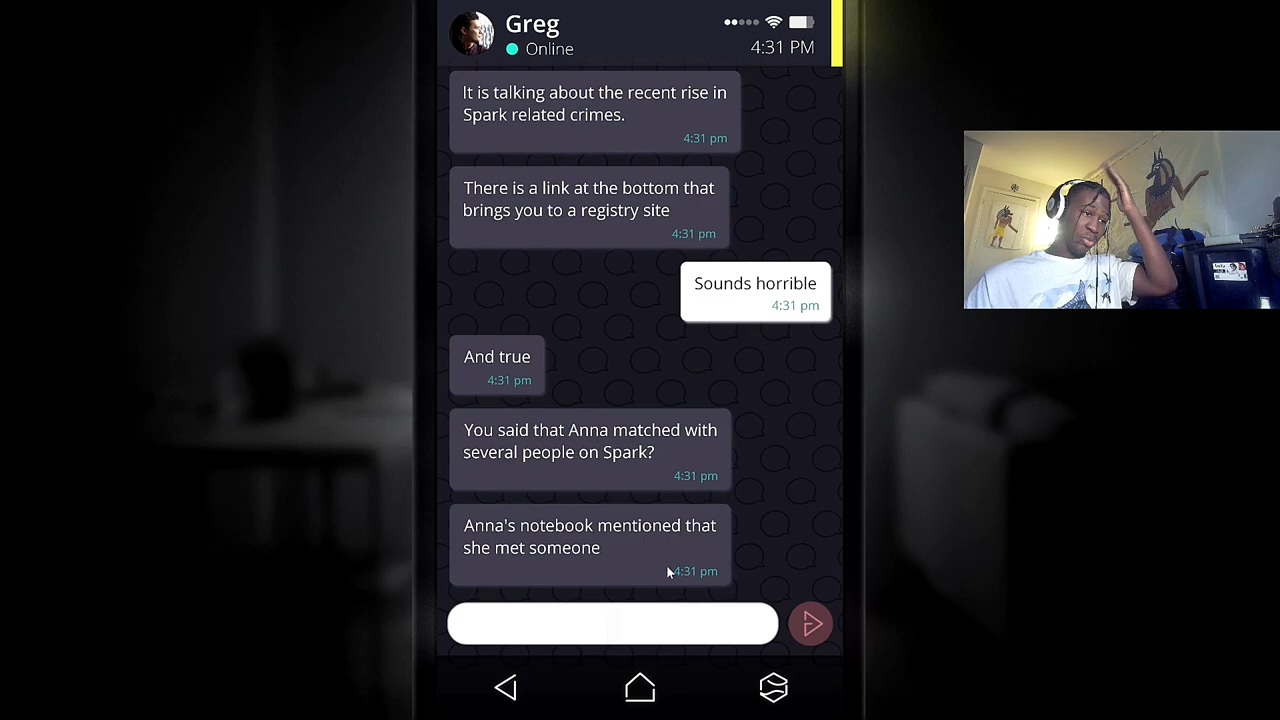 Greg
Online
4:31 PM
It is talking about the recent rise in
Spark related crimes.
4:31 pm
There is a link at the bottom that
brings you to a registry site
4:31 pm
Sounds horrible
4:31 pm
And true
4:31 pm
You said that Anna matched with
several people on Spark?
4:31 pm
Anna's notebook mentioned that
she met someone
4:31 pm